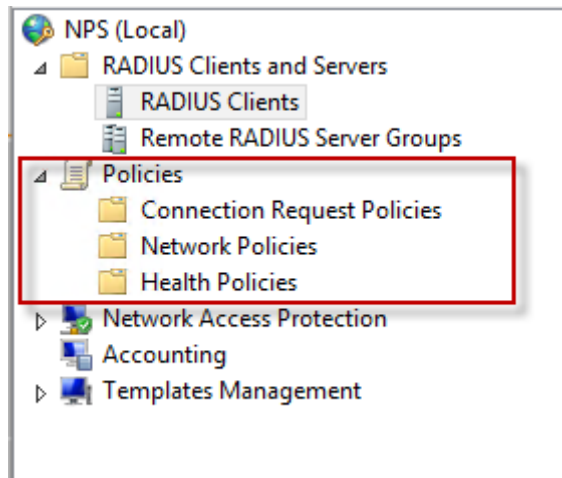 NPS (Local)
RADIUS Clients and Servers
RADIUS Clients
Remote RADIUS Server Groups
Policies
Connection Request Policies
Network Policies
Health Policies
Network Access Protection
Accounting
Templates Management